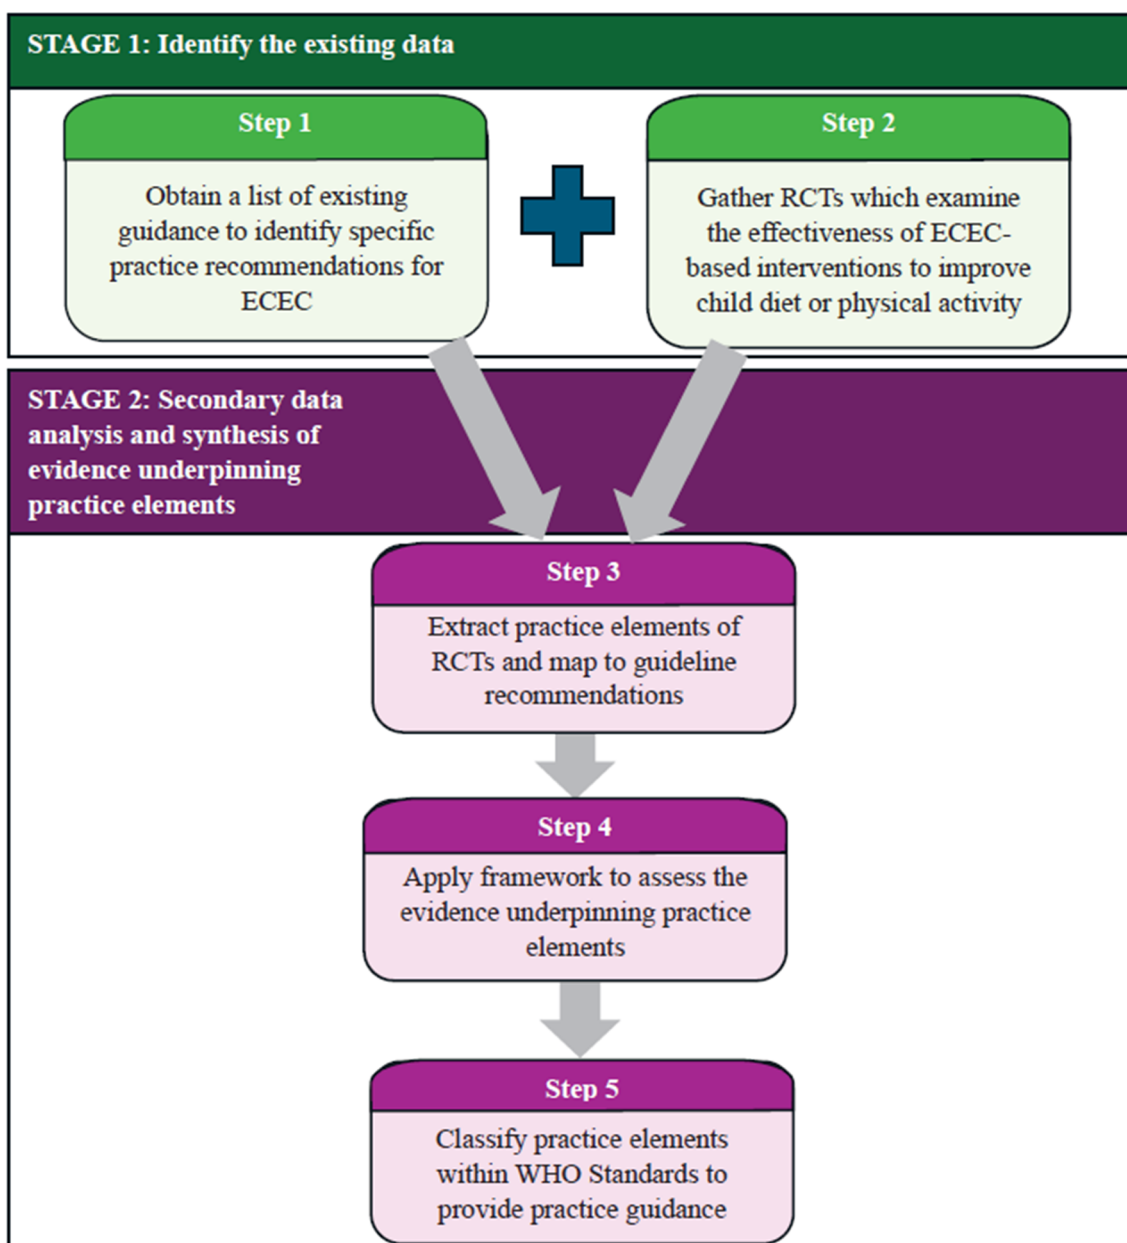 STAGE 1: Identify the existing data
Step 1
Obtain a list of existing
guidance to identify specific
practice recommendations for
ECEC
Step 2
Gather RCTs which examine
the effectiveness of ECEC-
based interventions to improve
child diet or physical activity
STAGE 2: Secondary data
analysis and synthesis of
evidence underpinning
practice elements
Step 3
Extract practice elements of
RCTs and map to guideline
recommendations
Step 4
Apply framework to assess the
evidence underpinning practice
elements
Step 5
Classify practice elements
within WHO Standards to
provide practice guidance